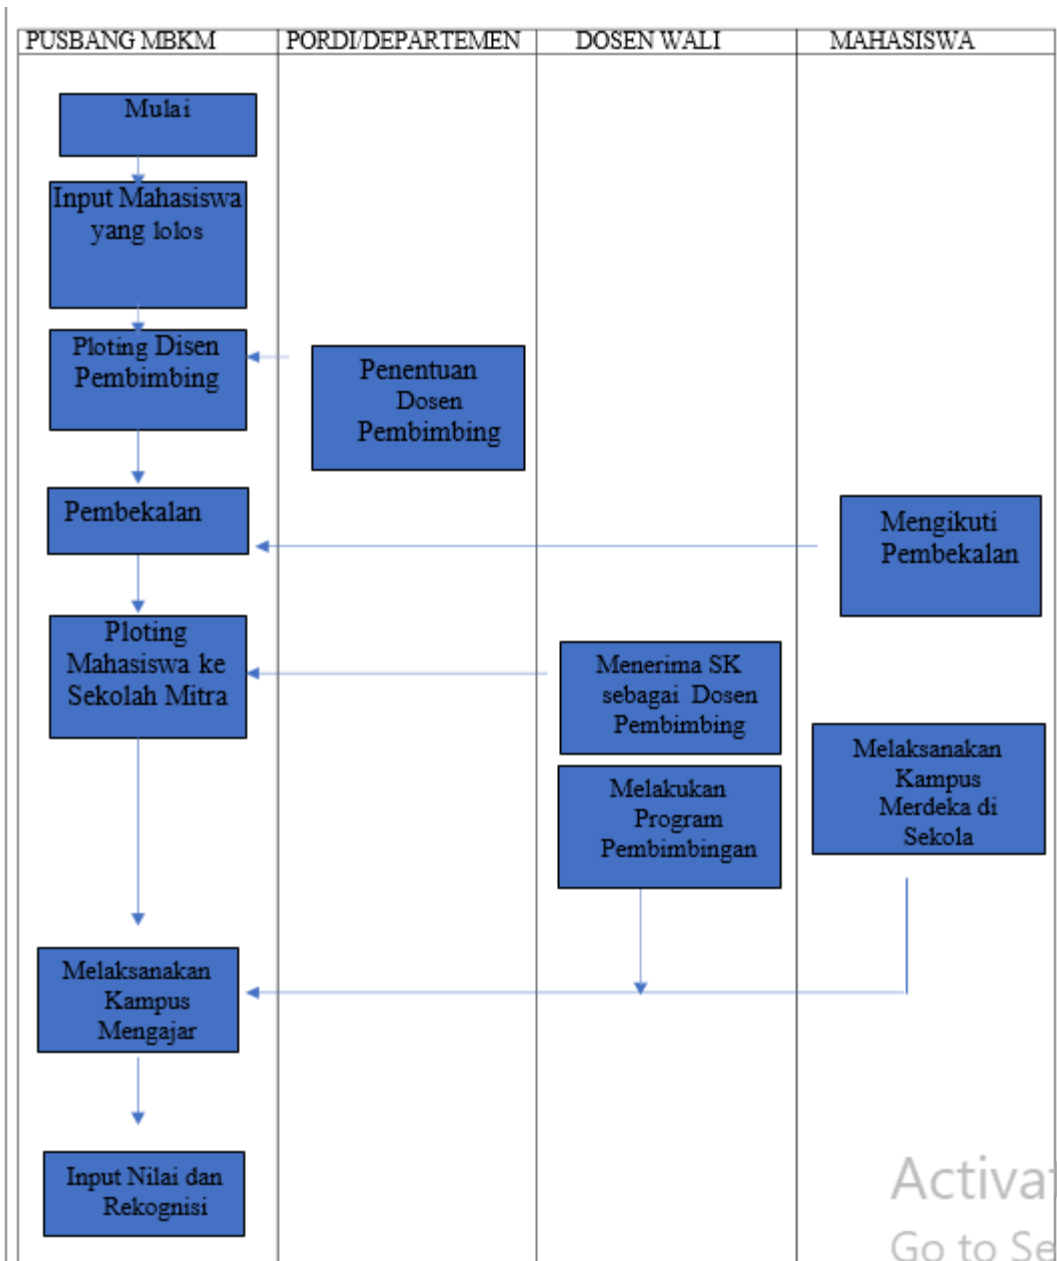 PUSBANG MBKM
PORDI/DEPARTEMEN
DOSEN WALI
MAHASISWA
Mulai
Input Mahasiswa
yang lolos
Ploting Disen
Pembimbing
Penentuan
Dosen
Pembimbing
Pembekalan
Mengikuti
Pembekalan
Ploting
Mahasiswa ke
Sekolah Mitra
Menerima SK
sebagai Dosen
Pembimbing
Melakukan
Program
Pembimbingan
Melaksanakan
Kampus
Merdeka di
Sekola
Melaksanakan
Kampus
Mengajar
Input Nilai dan
Rekognisi
Activa
Go to Se